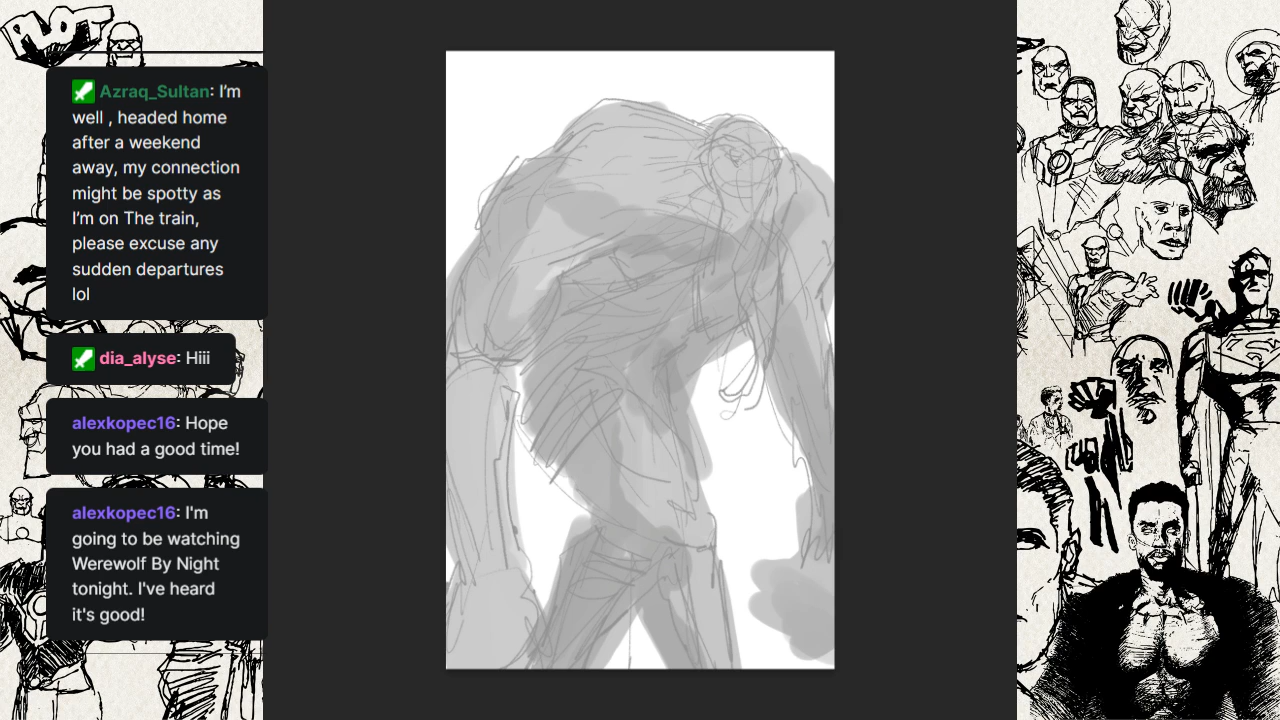 PLOT
Azraq_Sultan: I'm
well , headed home
after a weekend
away, my connection
might be spotty as
I'm on The train,
please excuse any
sudden departures
lol
dia_alyse: Hiii
alexkopec16: Hope
you had a good time!
alexkopec16: I'm
going to be watching
Werewolf By Night
tonight. I've heard
it's good!